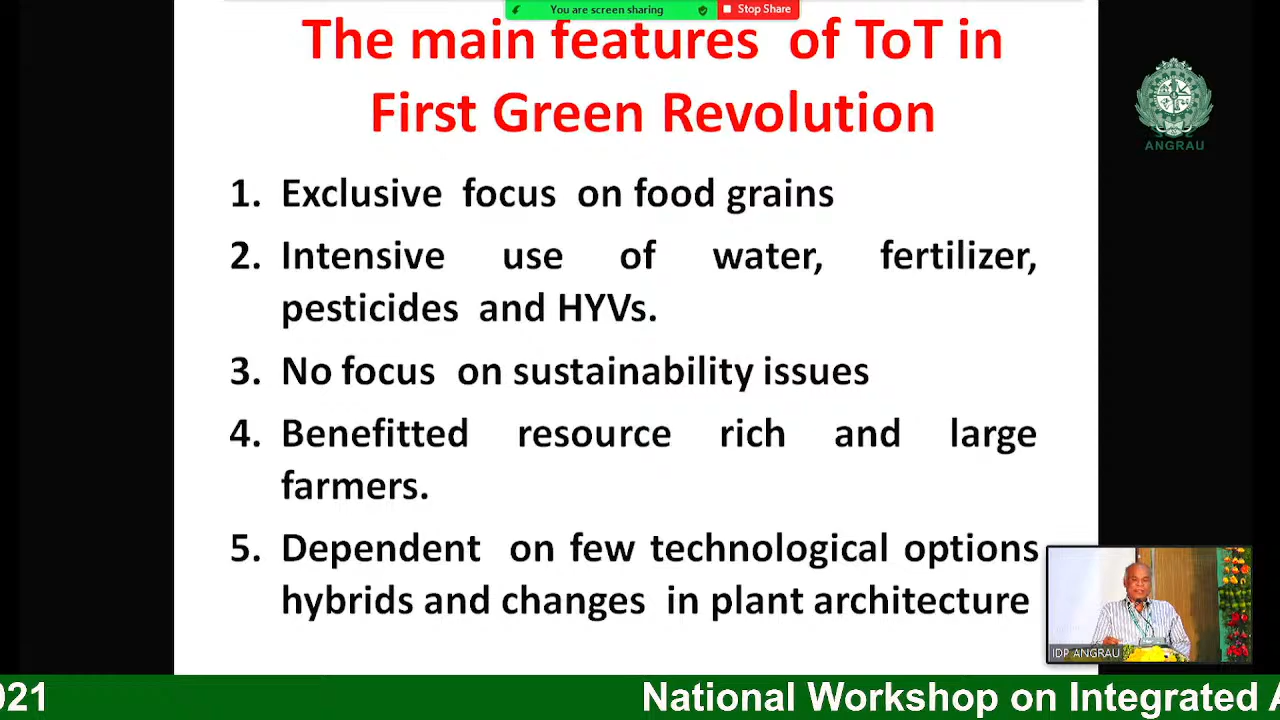 You are screen sharing
Stop Share
The main features of ToT in
First Green Revolution
ANGRAU
1. Exclusive focus on food grains
2. Intensive use of water, fertilizer,
pesticides and HYVs.
3. No focus on sustainability issues
4. Benefitted resource rich and large
farmers.
5. Dependent on few technological options
hybrids and changes in plant architecture
IDP ANGRAU
021 National Workshop on Integrated A